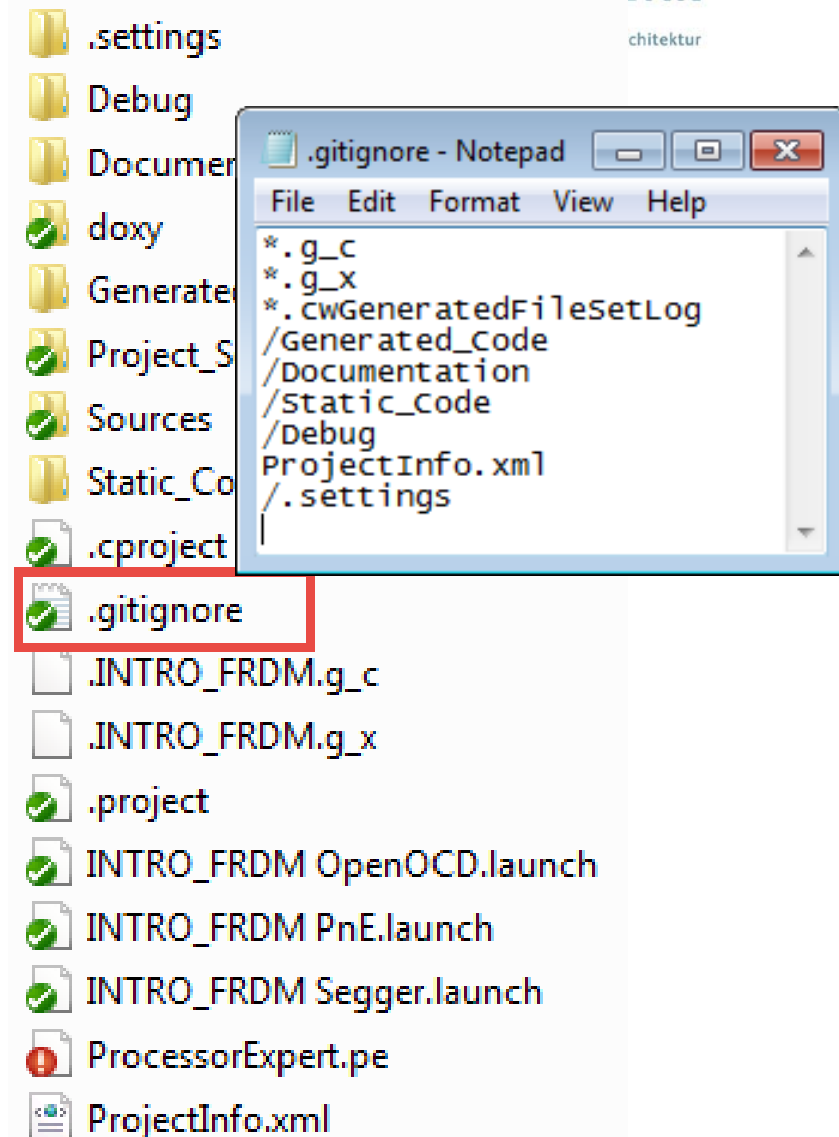 .settings
chitektur
Debug
Documen
doxy
Generated
Project_S
Sources
Static_Co
.cproject
.gitignore
.INTRO_FRDM.g_c
.INTRO_FRDM.g_x
.project
INTRO_FRDM OpenOCD.launch
INTRO_FRDM PnE.launch
INTRO_FRDM Segger.launch
ProcessorExpert.pe
ProjectInfo.xml
.gitignore - Notepad
File Edit Format View Help
*.g_c
*.g_x
*.cwGeneratedFileSetLog
/Generated_Code
/Documentation
/Static_Code
/Debug
ProjectInfo.xml
/.settings